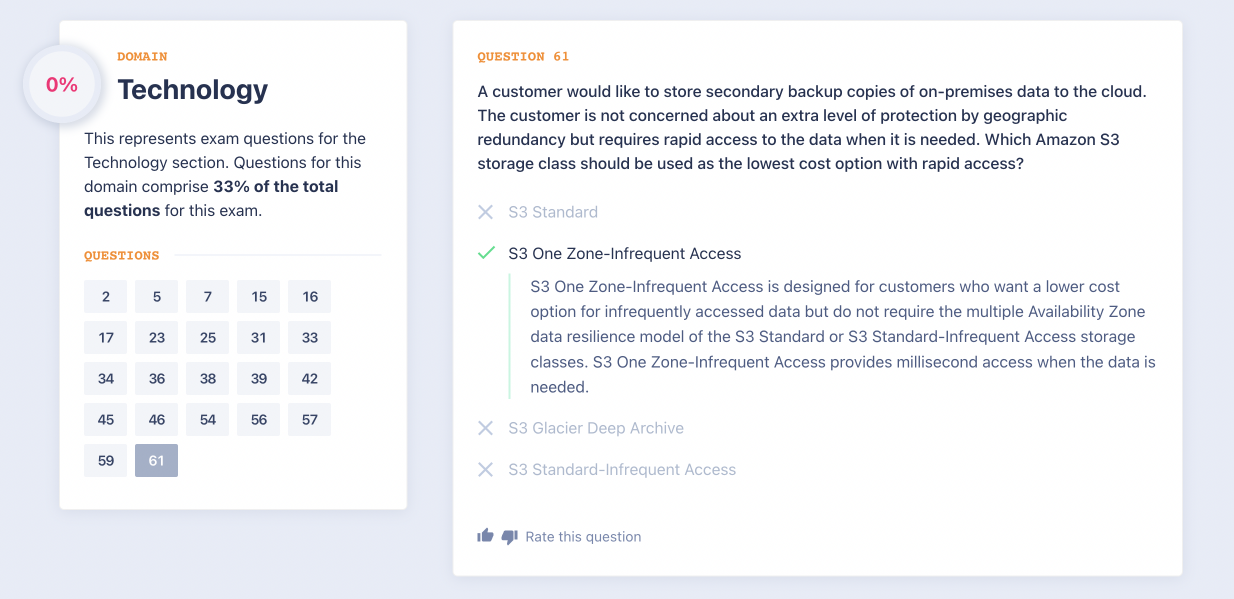 0%
DOMAIN
Technology
This represents exam questions for the
Technology section. Questions for this
domain comprise 33% of the total
questions for this exam.
QUESTIONS
2 5 7 15 16
17 23 25 31 33
34 36 38 39 42
45 46 54 56 57
59 61
QUESTION 61
A customer would like to store secondary backup copies of on-premises data to the cloud.
The customer is not concerned about an extra level of protection by geographic
redundancy but requires rapid access to the data when it is needed. Which Amazon S3
storage class should be used as the lowest cost option with rapid access?
S3 Standard
S3 One Zone-Infrequent Access
S3 One Zone-Infrequent Access is designed for customers who want a lower cost
option for infrequently accessed data but do not require the multiple Availability Zone
data resilience model of the S3 Standard or S3 Standard-Infrequent Access storage
classes. S3 One Zone-Infrequent Access provides millisecond access when the data is
needed.
S3 Glacier Deep Archive
S3 Standard-Infrequent Access
Rate this question